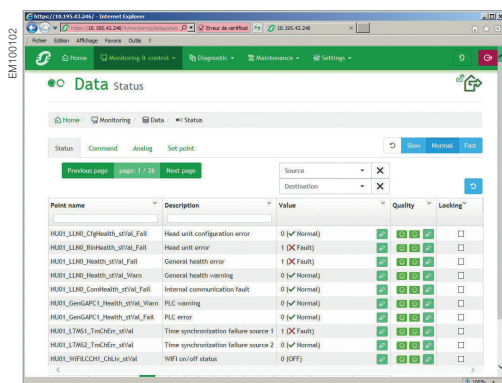 EM100102
https://10.195.43.246/ - Internet Explorer
Erreur de certificat
10.195.43.246
Fichier Edition Affichage Favoris Outils ?
Home Monitoring & control Diagnostic Maintenance Settings
Data Status
Home / Monitoring / Data / Status
Status Command Analog Set point
Slow Normal Fast
Previous page page: 1 / 26 Next page
Source
Destination
Point name Description Value Quality Locking
HU01_LLN0_CfgHealth_stVal_Fail Head unit configuration error 0 (✔ Normal)
HU01_LLN0_BinHealth_stVal_Fail Head unit error 1 (✗ Fault)
HU01_LLN0_Health_stVal_Fail General health error 1 (✗ Fault)
HU01_LLN0_Health_stVal_Warn General health warning 0 (✔ Normal)
HU01_LLN0_ComHealth_stVal_Fail Internal communication fault 0 (✔ Normal)
HU01_GenGAPC1_Health_stVal_Warn PLC warning 0 (✔ Normal)
HU01_GenGAPC1_Health_stVal_Fail PLC error 0 (✔ Normal)
HU01_LTMS1_TmChErr_stVal Time synchronization failure source 1 1 (✗ Fault)
HU01_LTMS2_TmChErr_stVal Time synchronization failure source 2 0 (✔ Normal)
HU01_WiFiLCCH1_ChLiv_stVal WIFI on/off status 0 (OFF)
100%